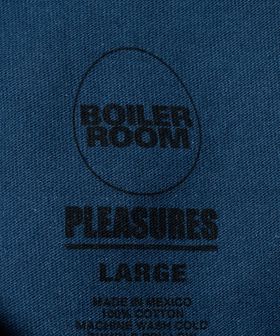 BOILER
ROOM
PLEASURES
LARGE
MADE IN MEXICO
100% COTTON
MACHINE WASH COLD